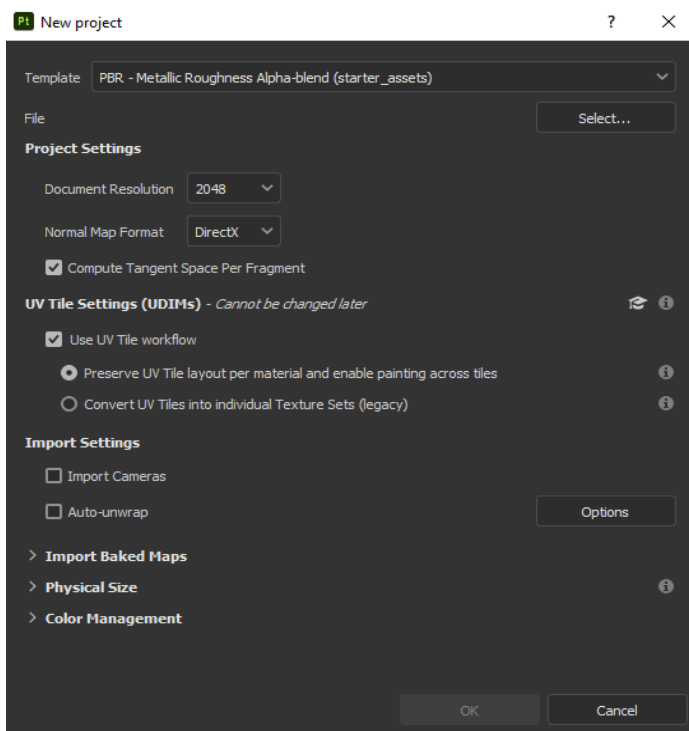 Pt New project ?
Template PBR - Metallic Roughness Alpha-blend (starter_assets)
File Select...
Project Settings
Document Resolution 2048
Normal Map Format DirectX
Compute Tangent Space Per Fragment
UV Tile Settings (UDIMs) - Cannot be changed later
Use UV Tile workflow
Preserve UV Tile layout per material and enable painting across tiles
Convert UV Tiles into individual Texture Sets (legacy)
Import Settings
Import Cameras
Auto-unwrap Options
Import Baked Maps
Physical Size
Color Management
OK Cancel